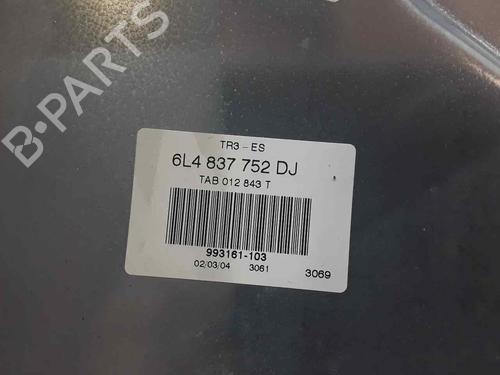 B-PARTS
TR3-ES
6L4 837 752 DJ
TAB 012 843 T
993161-103
02/03/04 3061 3069